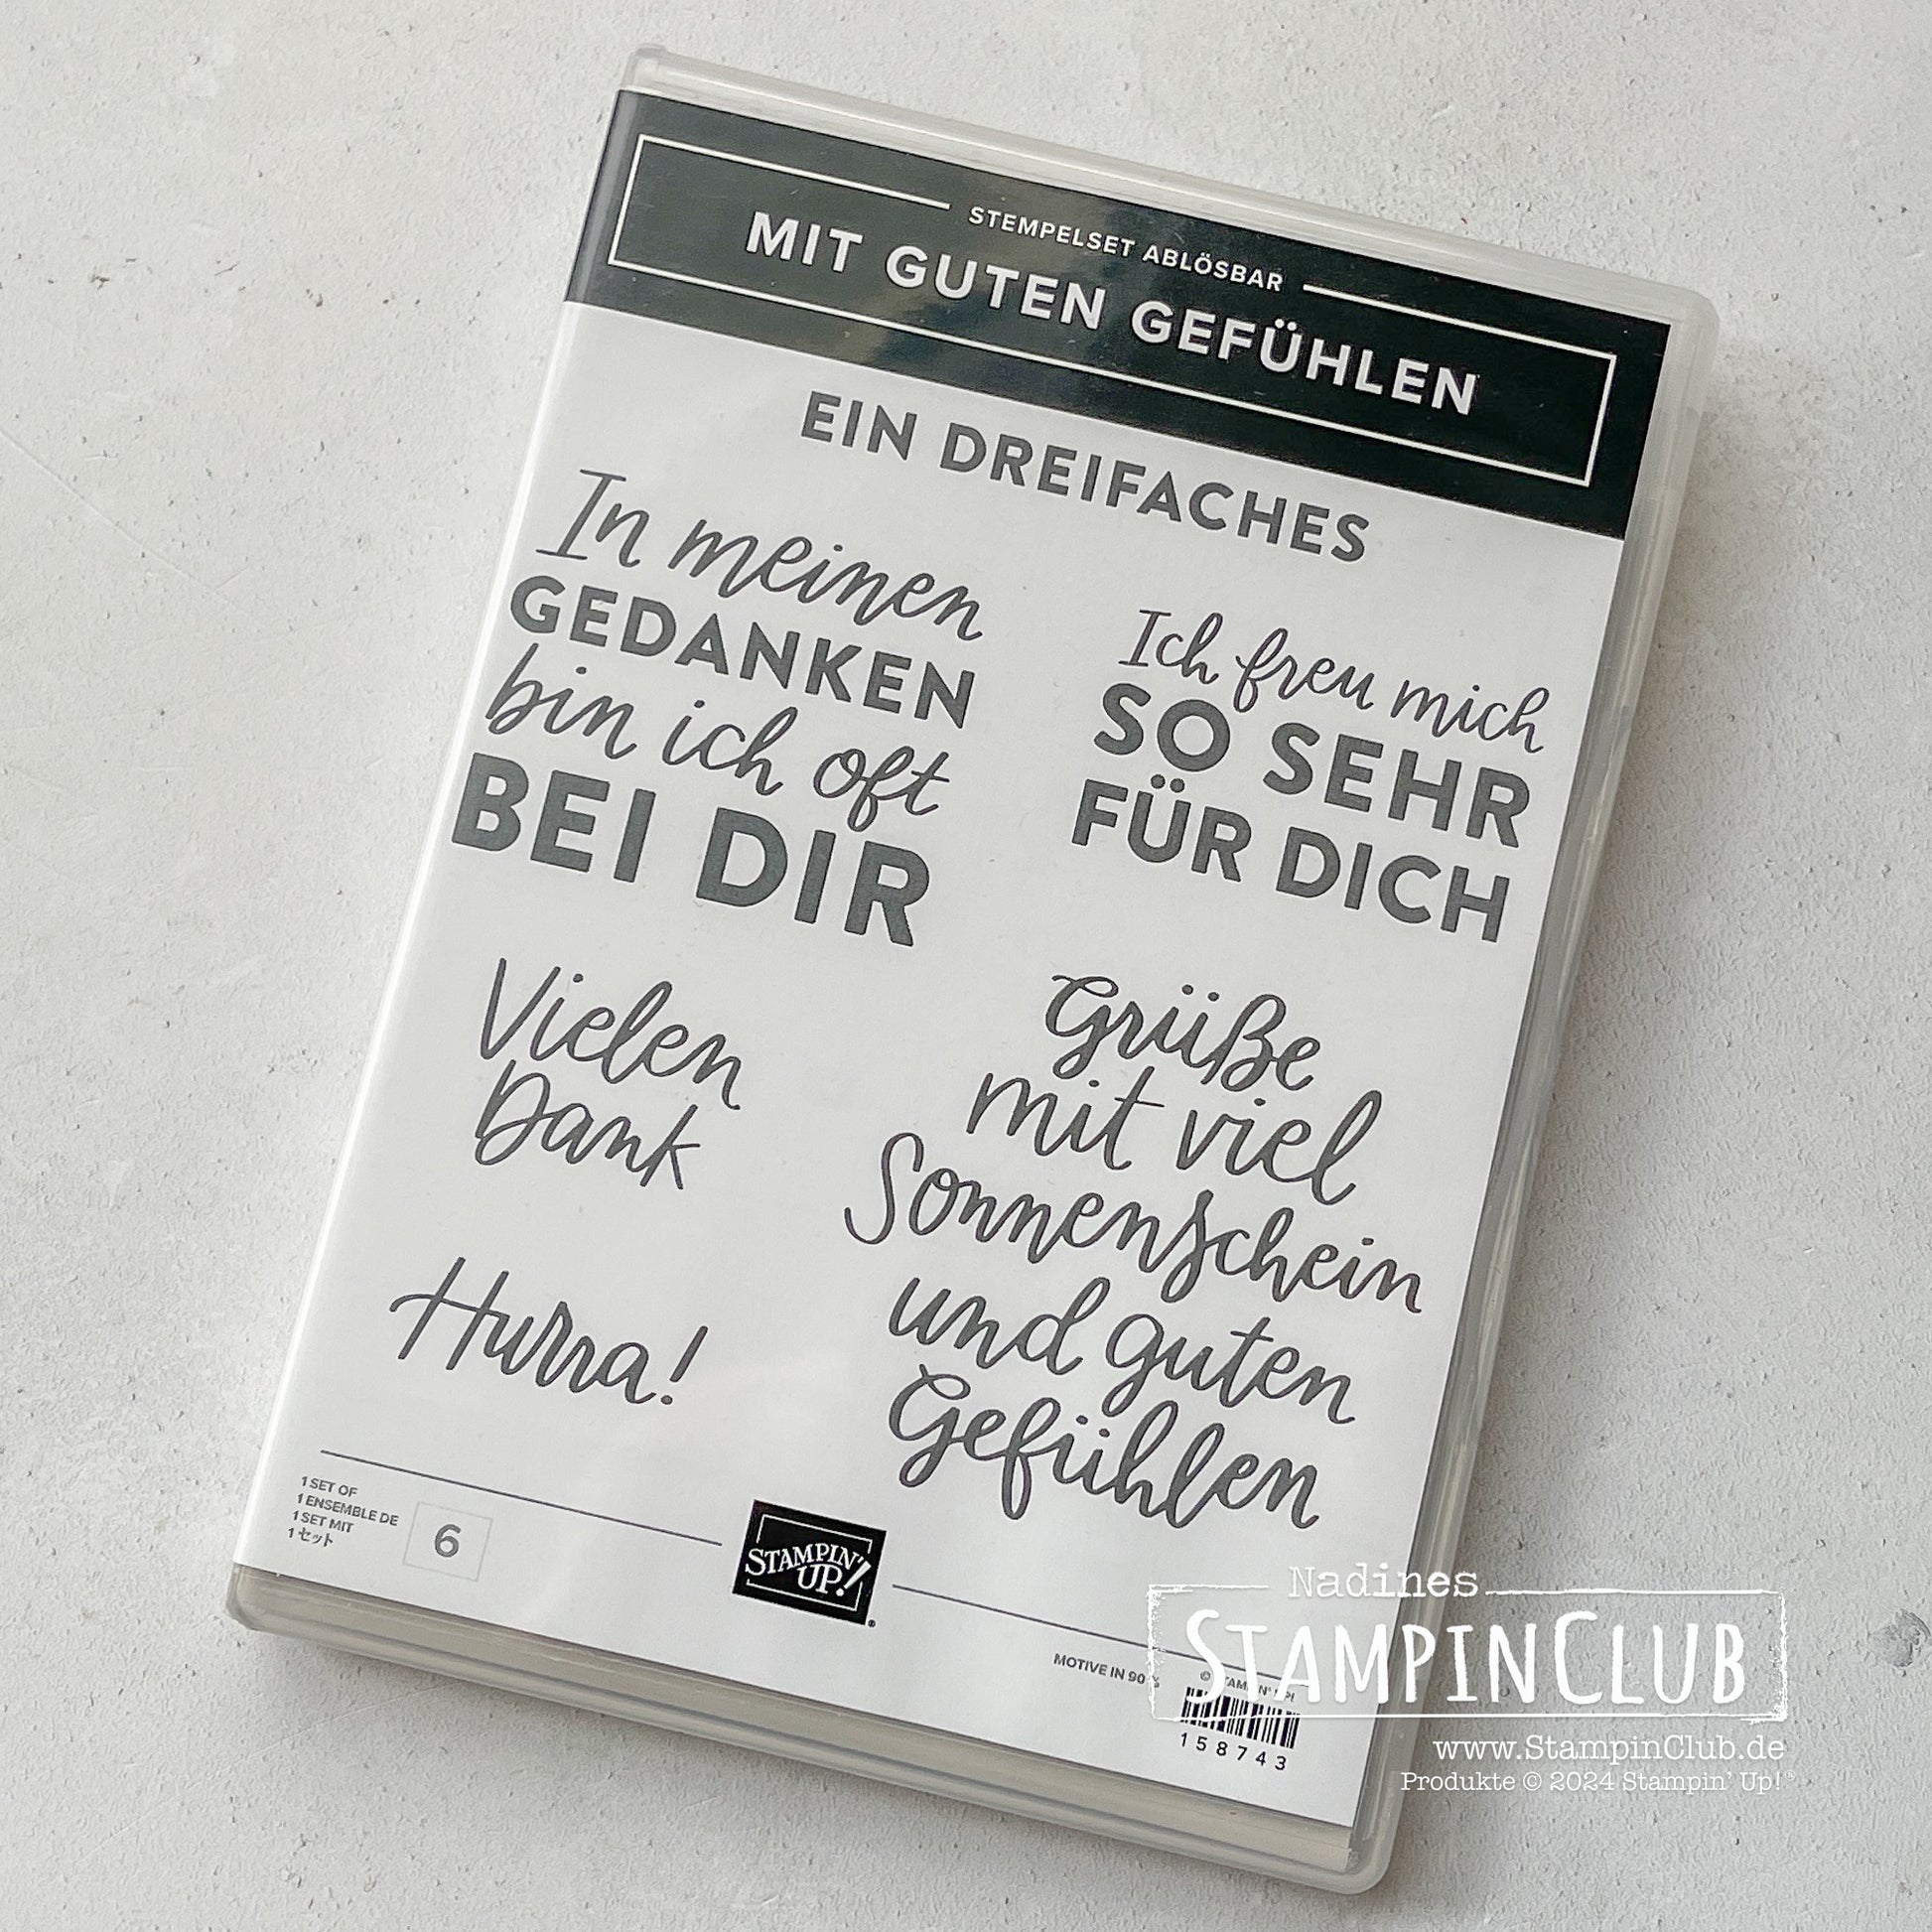 STEMPELSET ABLÖSBAR
MIT GUTEN GEFÜHLEN
EIN DREIFACHES
In meinen
GEDANKEN
bin ich oft
BEI DIR
Ich freu mich
SO SEHR
FÜR DICH
Vielen
Dank
Grüße
mit viel
Sonnenschein
und guten
Gefühlen
Hurra!
1 SET OF
1 ENSEMBLE DE
1 SET MIT
1 セット
6
STAMPIN'
UP!
MOTIVE IN 90 %
© STAMPIN' UP!
158743
Nadines
STAMPINCLUB
www.StampinClub.de
Produkte © 2024 Stampin' Up!®